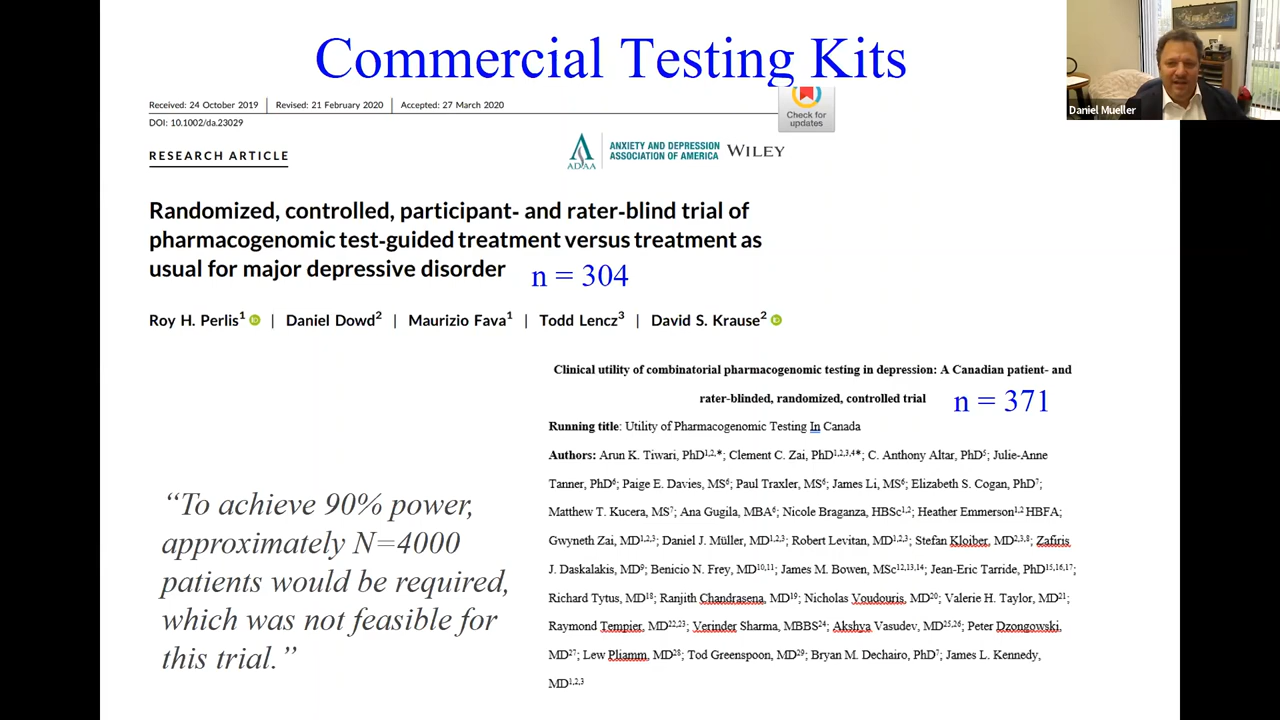 Commercial Testing Kits
Daniel Mueller
Received: 24 October 2019 | Revised: 21 February 2020 | Accepted: 27 March 2020
DOI: 10.1002/da.23029
Check for
updates
RESEARCH ARTICLE
ADAA
ANXIETY AND DEPRESSION
ASSOCIATION OF AMERICA
WILEY
Randomized, controlled, participant- and rater-blind trial of
pharmacogenomic test-guided treatment versus treatment as
usual for major depressive disorder
n = 304
Roy H. Perlis1 | Daniel Dowd2 | Maurizio Fava1 | Todd Lencz3 | David S. Krause2
Clinical utility of combinatorial pharmacogenomic testing in depression: A Canadian patient- and
rater-blinded, randomized, controlled trial
n = 371
Running title: Utility of Pharmacogenomic Testing In Canada
Authors: Arun K. Tiwari, PhD1,2,*; Clement C. Zai, PhD1,2,3,4*; C. Anthony Altar, PhD5; Julie-Anne
Tanner, PhD6; Paige E. Davies, MS6; Paul Traxler, MS6; James Li, MS6; Elizabeth S. Cogan, PhD7;
Matthew T. Kucera, MS7; Ana Gugila, MBA6; Nicole Braganza, HBSc1,2; Heather Emmerson1,2 HBFA;
Gwyneth Zai, MD1,2,3; Daniel J. Müller, MD1,2,3; Robert Levitan, MD1,2,3; Stefan Kloiber, MD2,3,8; Zafiris
J. Daskalakis, MD9; Benicio N. Frey, MD10,11; James M. Bowen, MSc12,13,14; Jean-Eric Tarride, PhD15,16,17;
Richard Tytus, MD18; Ranjith Chandrasena, MD19; Nicholas Voudouris, MD20; Valerie H. Taylor, MD21;
Raymond Tempier, MD22,23; Verinder Sharma, MBBS24; Akshya Vasudev, MD25,26; Peter Dzongowski,
MD27; Lew Pliamm, MD28; Tod Greenspoon, MD29; Bryan M. Dechairo, PhD7; James L. Kennedy,
MD1,2,3
“To achieve 90% power,
approximately N=4000
patients would be required,
which was not feasible for
this trial.”